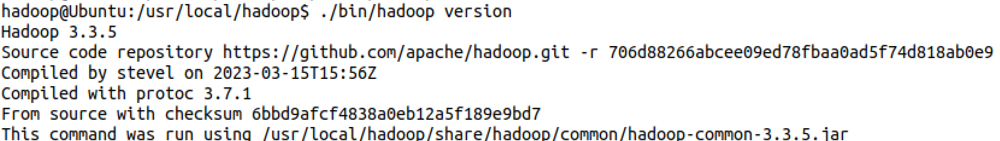 hadoop@Ubuntu:/usr/local/hadoop$ ./bin/hadoop version
Hadoop 3.3.5
Source code repository https://github.com/apache/hadoop.git -r 706d88266abcee09ed78fbaa0ad5f74d818ab0e9
Compiled by stevel on 2023-03-15T15:56Z
Compiled with protoc 3.7.1
From source with checksum 6bbd9afcf4838a0eb12a5f189e9bd7
This command was run using /usr/local/hadoop/share/hadoop/common/hadoop-common-3.3.5.jar